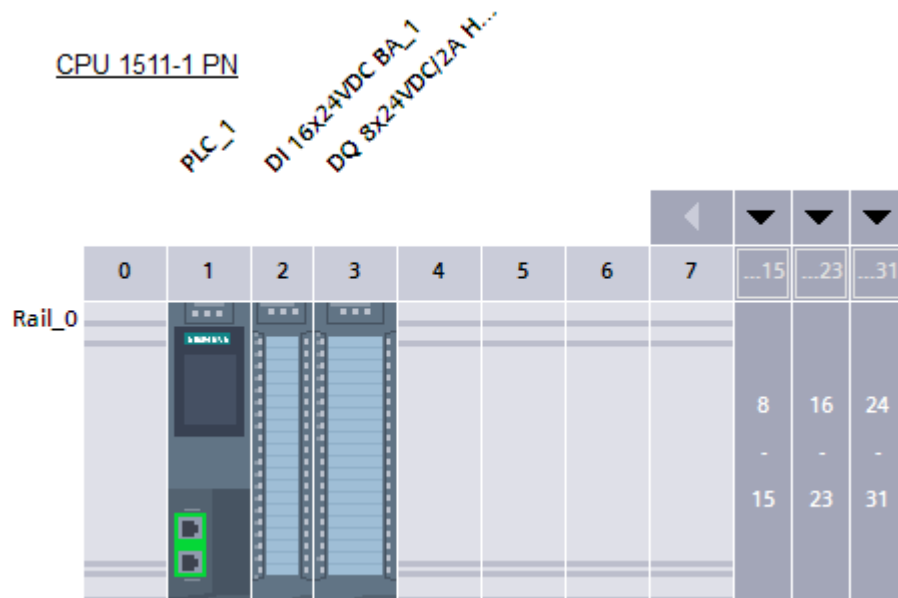 CPU 1511-1 PN
PLC_1
DI 16x24VDC BA_1
DQ 8x24VDC/2A H...
0 1 2 3 4 5 6 7 ...15 ...23 ...31
Rail_0
SIEMENS
8 16 24
- - -
15 23 31